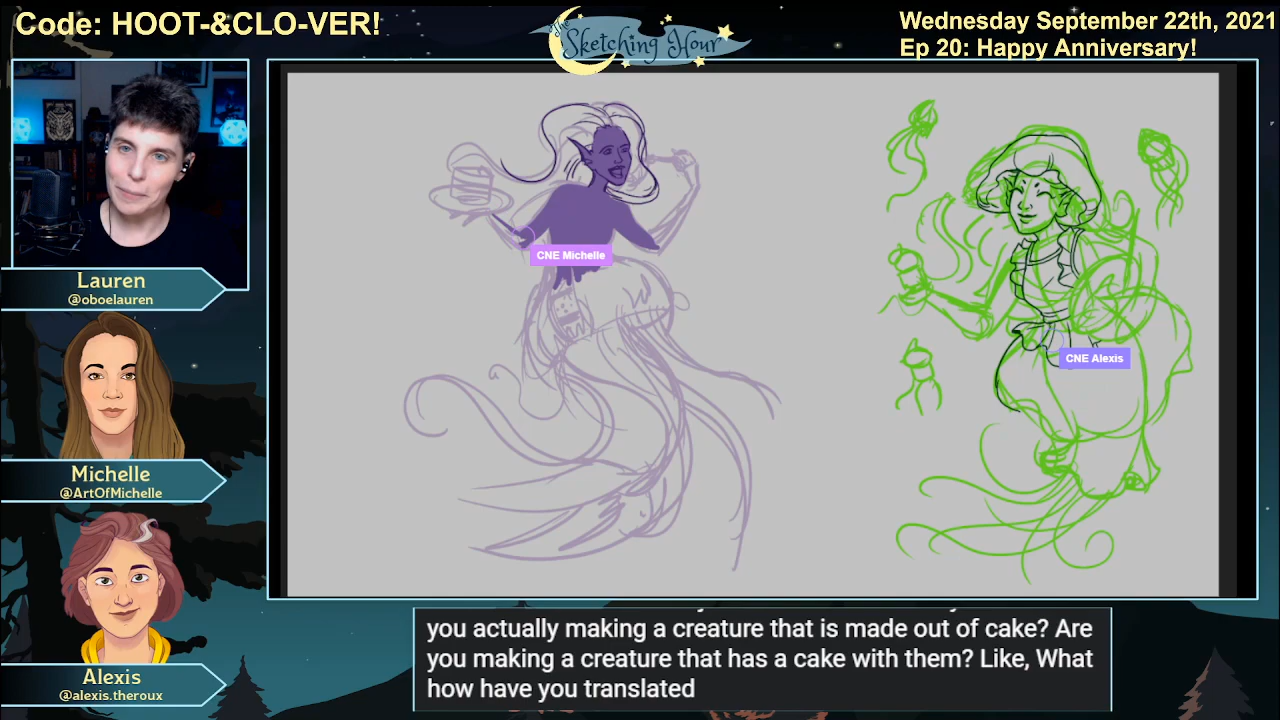 Code: HOOT-&CLO-VER!
The
Sketching Hour
Wednesday September 22th, 2021
Ep 20: Happy Anniversary!
Lauren
@oboelauren
Michelle
@ArtOfMichelle
Alexis
@alexis.theroux
CNE Michelle
CNE Alexis
you actually making a creature that is made out of cake? Are
you making a creature that has a cake with them? Like, What
how have you translated